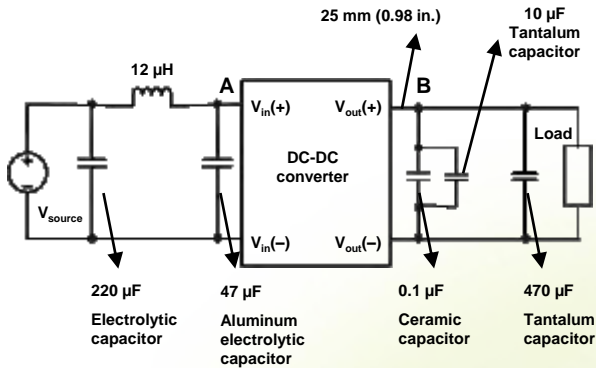 25 mm (0.98 in.)
10 µF
Tantalum
capacitor
12 µH
A
B
Vin(+)
Vout(+)
DC-DC
converter
Load
Vsource
Vin(–)
Vout(–)
220 µF
Electrolytic
capacitor
47 µF
Aluminum
electrolytic
capacitor
0.1 µF
Ceramic
capacitor
470 µF
Tantalum
capacitor